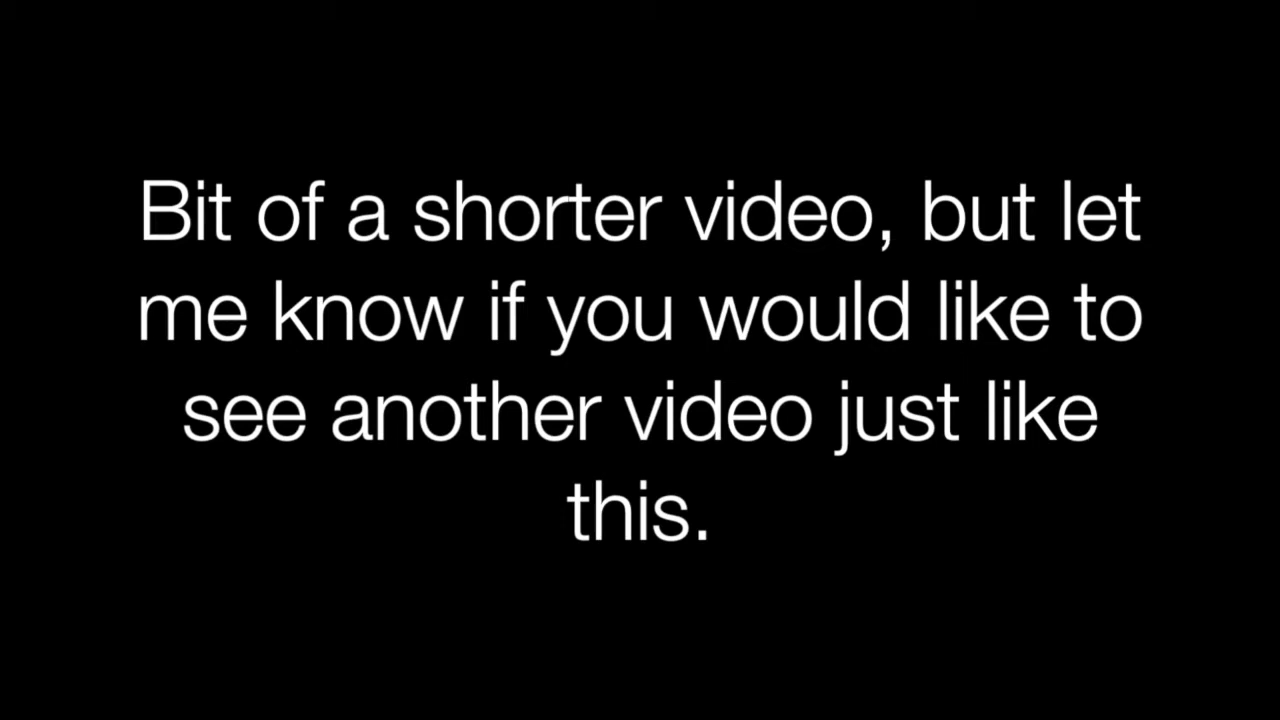 Bit of a shorter video, but let
me know if you would like to
see another video just like
this.